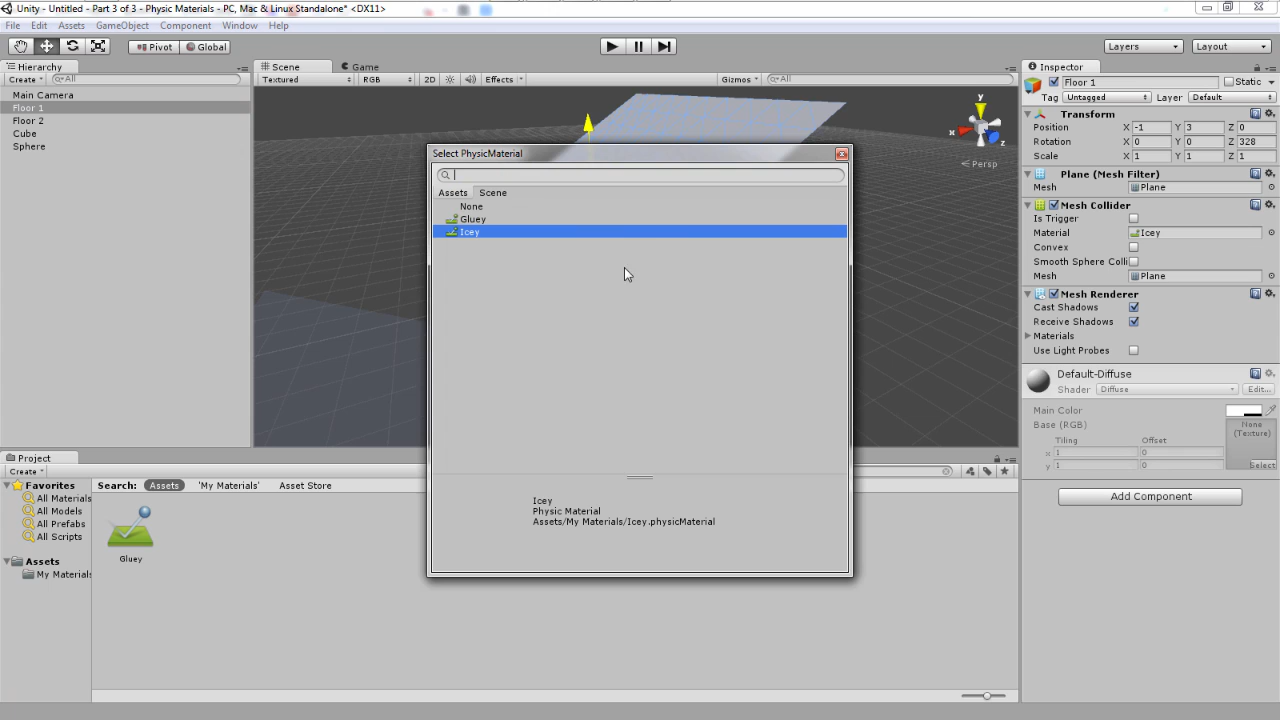 Unity - Untitled - Part 3 of 3 - Physic Materials - PC, Mac & Linux Standalone* <DX11>
File Edit Assets GameObject Component Window Help
Pivot Global Layers Layout
Hierarchy
Create All
Main Camera
Floor 1
Floor 2
Cube
Sphere
Scene Game
Textured RGB 2D Effects Gizmos All
y
x
z
Persp
Select PhysicMaterial
Assets Scene
None
Gluey
Icey
Icey
Physic Material
Assets/My Materials/Icey.physicMaterial
Inspector
Floor 1 Static
Tag Untagged Layer Default
Transform
Position X -1 Y 3 Z 0
Rotation X 0 Y 0 Z 328
Scale X 1 Y 1 Z 1
Plane (Mesh Filter)
Mesh Plane
Mesh Collider
Is Trigger
Material Icey
Convex
Smooth Sphere Colli
Mesh Plane
Mesh Renderer
Cast Shadows
Receive Shadows
Materials
Use Light Probes
Default-Diffuse
Shader Diffuse Edit...
Main Color
Base (RGB)
None
(Texture)
Tiling Offset
x 1 0
y 1 0
Select
Add Component
Project
Create
Favorites
All Materials
All Models
All Prefabs
All Scripts
Assets
My Materials
Search: Assets 'My Materials' Asset Store
Gluey